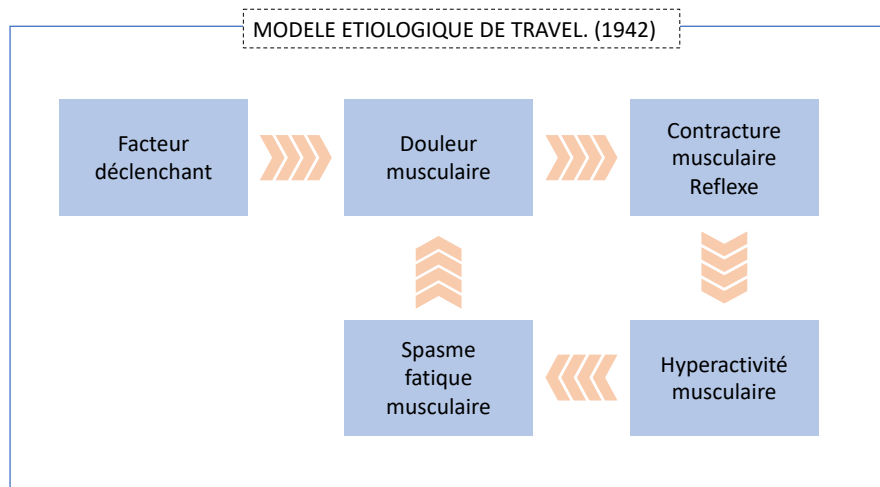 MODELE ETIOLOGIQUE DE TRAVEL. (1942)
Facteur
déclenchant
Douleur
musculaire
Contracture
musculaire
Reflexe
Spasme
fatique
musculaire
Hyperactivité
musculaire